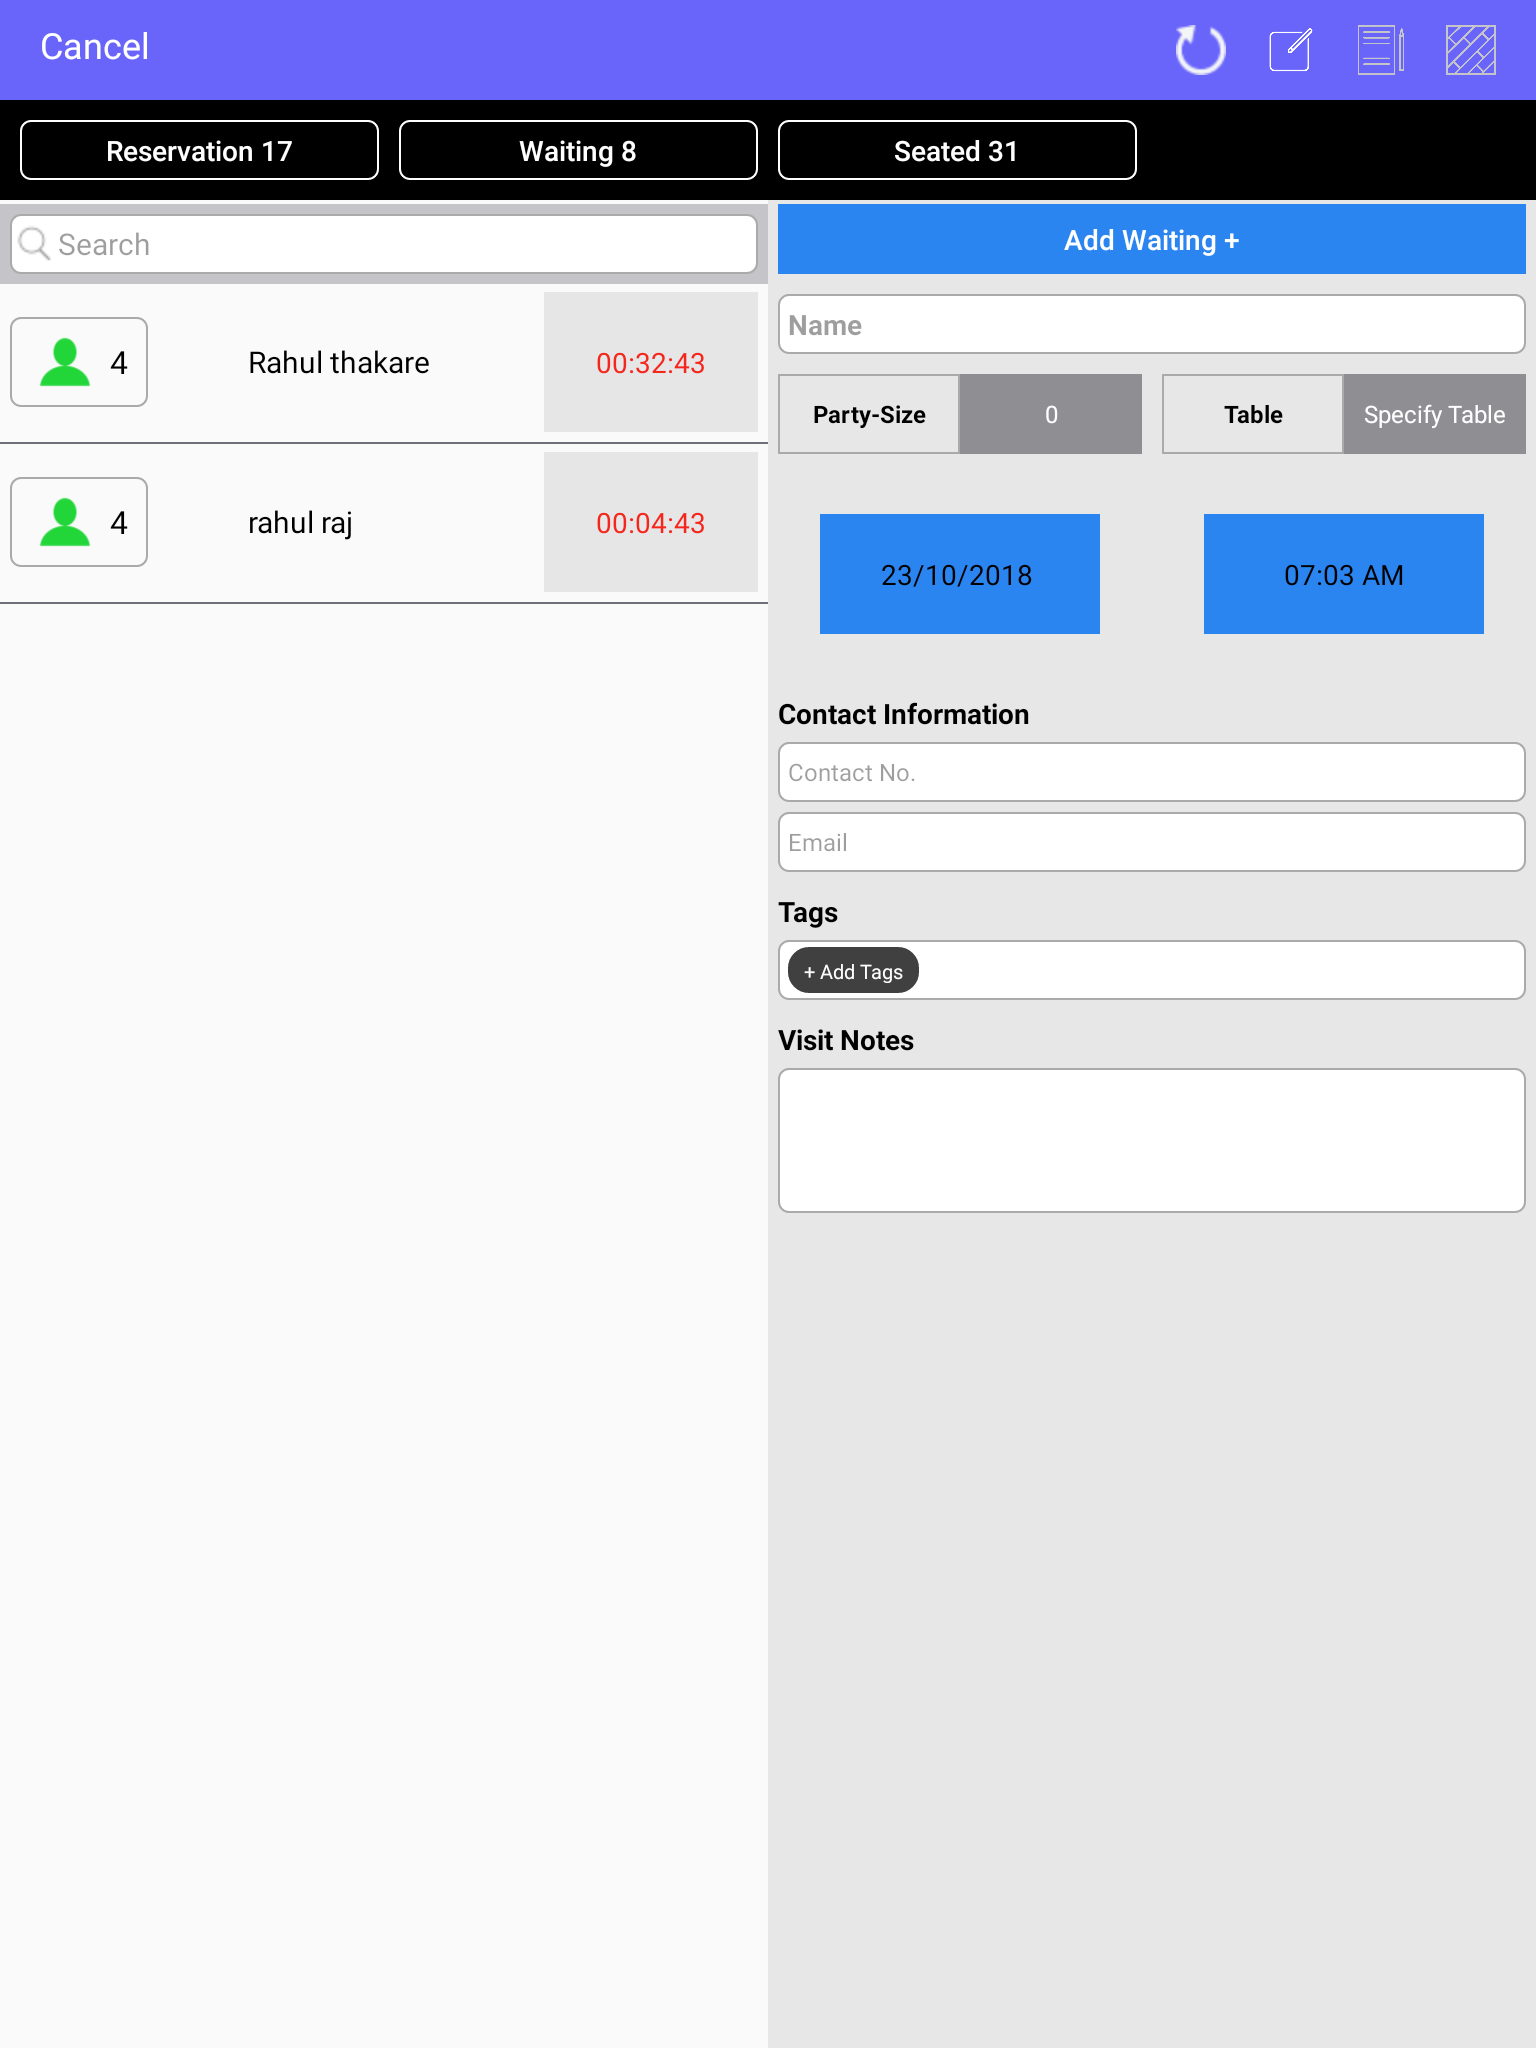 Cancel
Reservation 17
Waiting 8
Seated 31
Search
4 Rahul thakare 00:32:43
4 rahul raj 00:04:43
Add Waiting +
Name
Party-Size 0 Table Specify Table
23/10/2018 07:03 AM
Contact Information
Contact No.
Email
Tags
+ Add Tags
Visit Notes